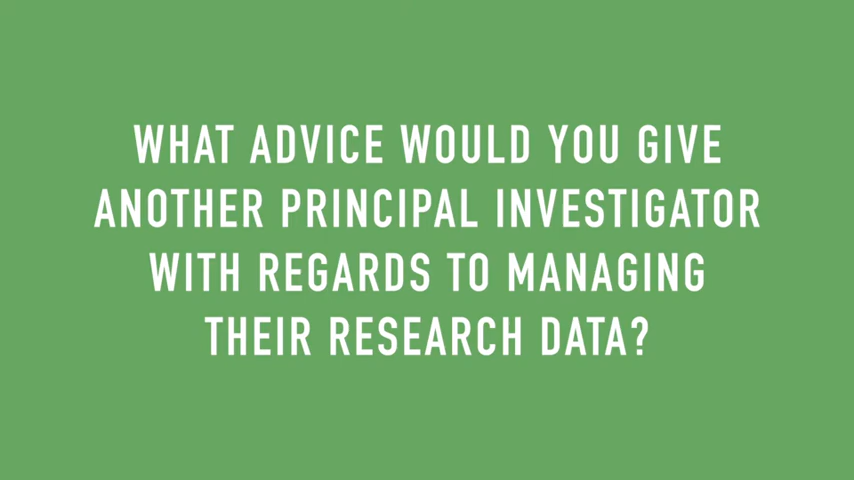 WHAT ADVICE WOULD YOU GIVE
ANOTHER PRINCIPAL INVESTIGATOR
WITH REGARDS TO MANAGING
THEIR RESEARCH DATA?